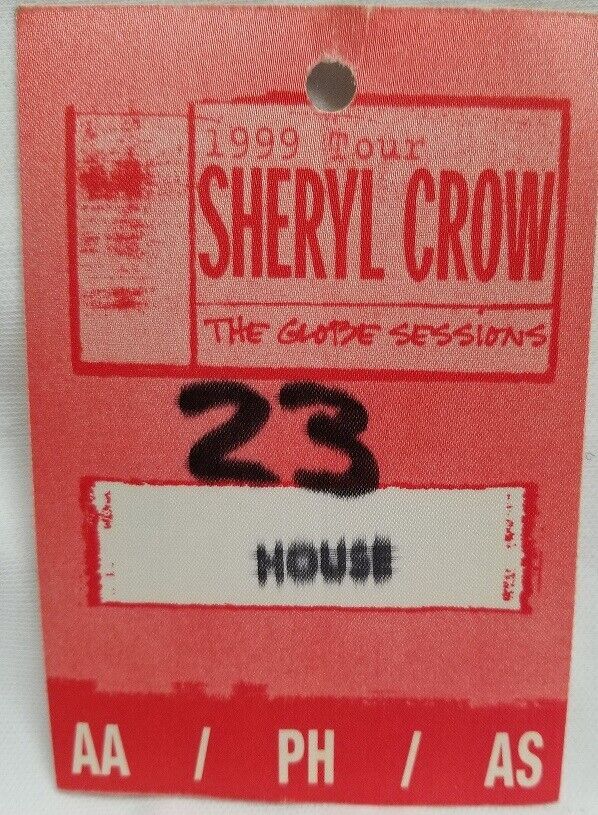 1999 Tour
SHERYL CROW
THE GLOBE SESSIONS
23
HOUSE
AA / PH / AS